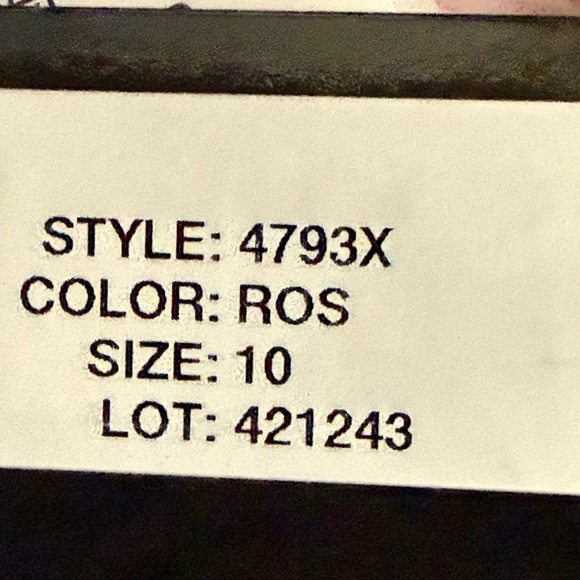 STYLE: 4793X
COLOR: ROS
SIZE: 10
LOT: 421243